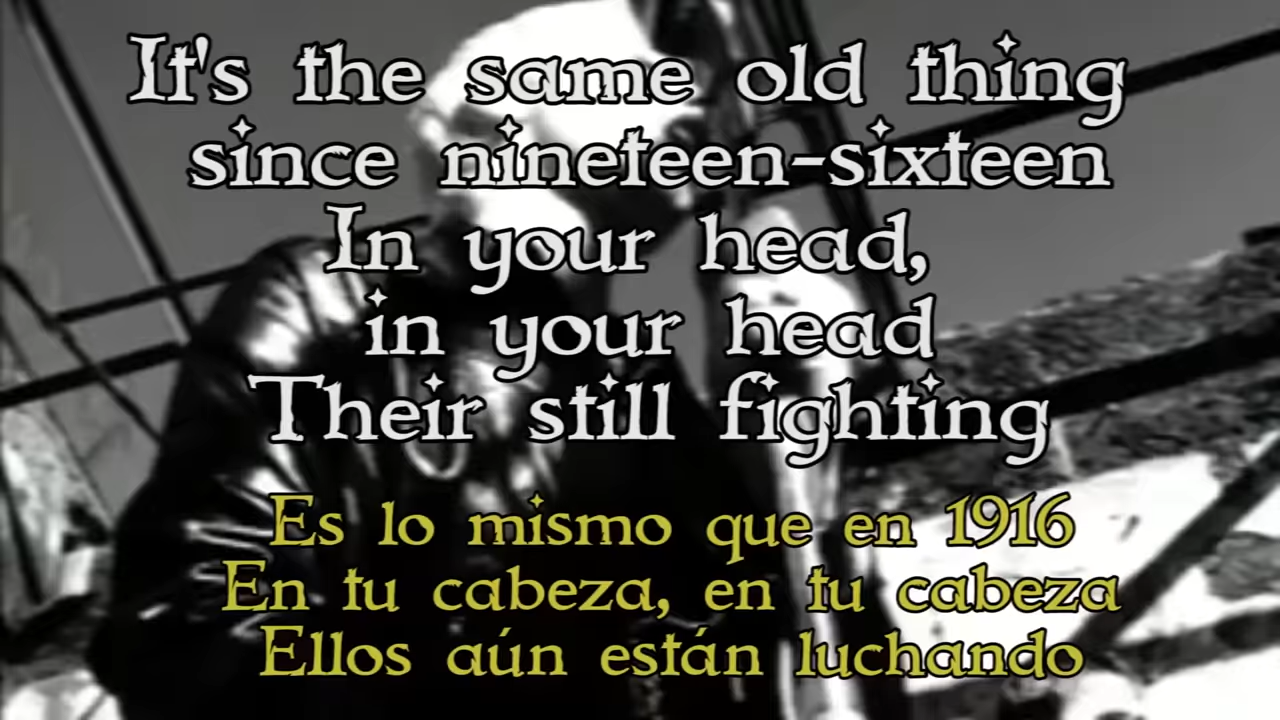 It's the same old thing
since nineteen-sixteen
In your head,
in your head
Their still fighting
Es lo mismo que en 1916
En tu cabeza, en tu cabeza
Ellos aún están luchando